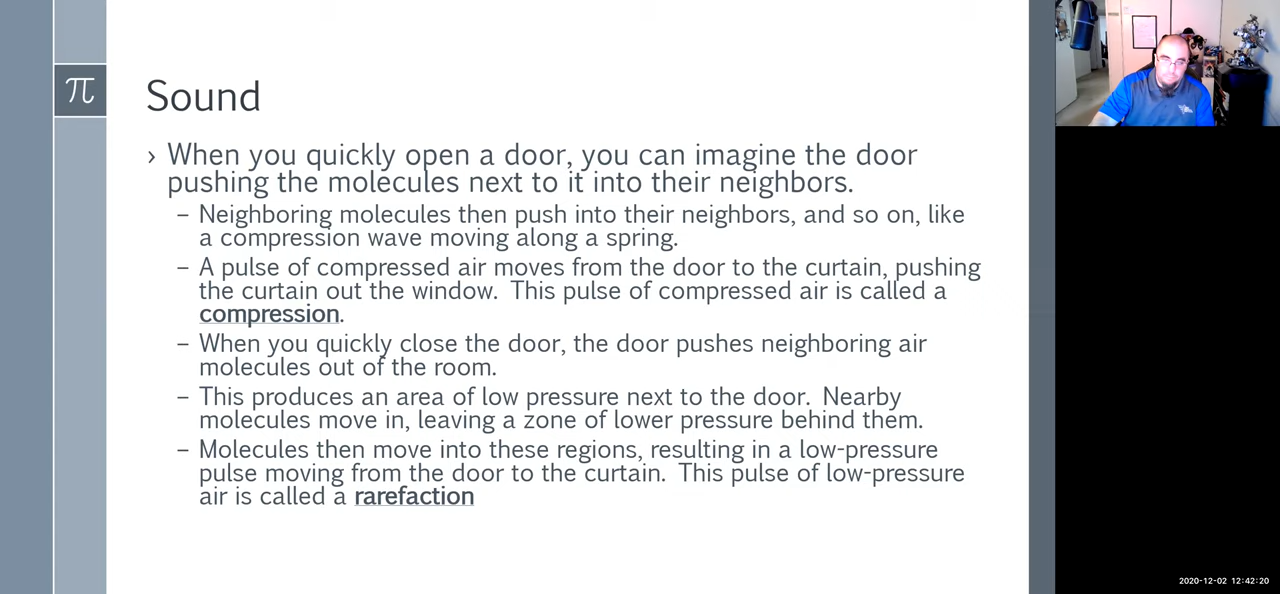 π
Sound
› When you quickly open a door, you can imagine the door
pushing the molecules next to it into their neighbors.
– Neighboring molecules then push into their neighbors, and so on, like
a compression wave moving along a spring.
– A pulse of compressed air moves from the door to the curtain, pushing
the curtain out the window. This pulse of compressed air is called a
compression.
– When you quickly close the door, the door pushes neighboring air
molecules out of the room.
– This produces an area of low pressure next to the door. Nearby
molecules move in, leaving a zone of lower pressure behind them.
– Molecules then move into these regions, resulting in a low-pressure
pulse moving from the door to the curtain. This pulse of low-pressure
air is called a rarefaction
2020-12-02 12:42:20